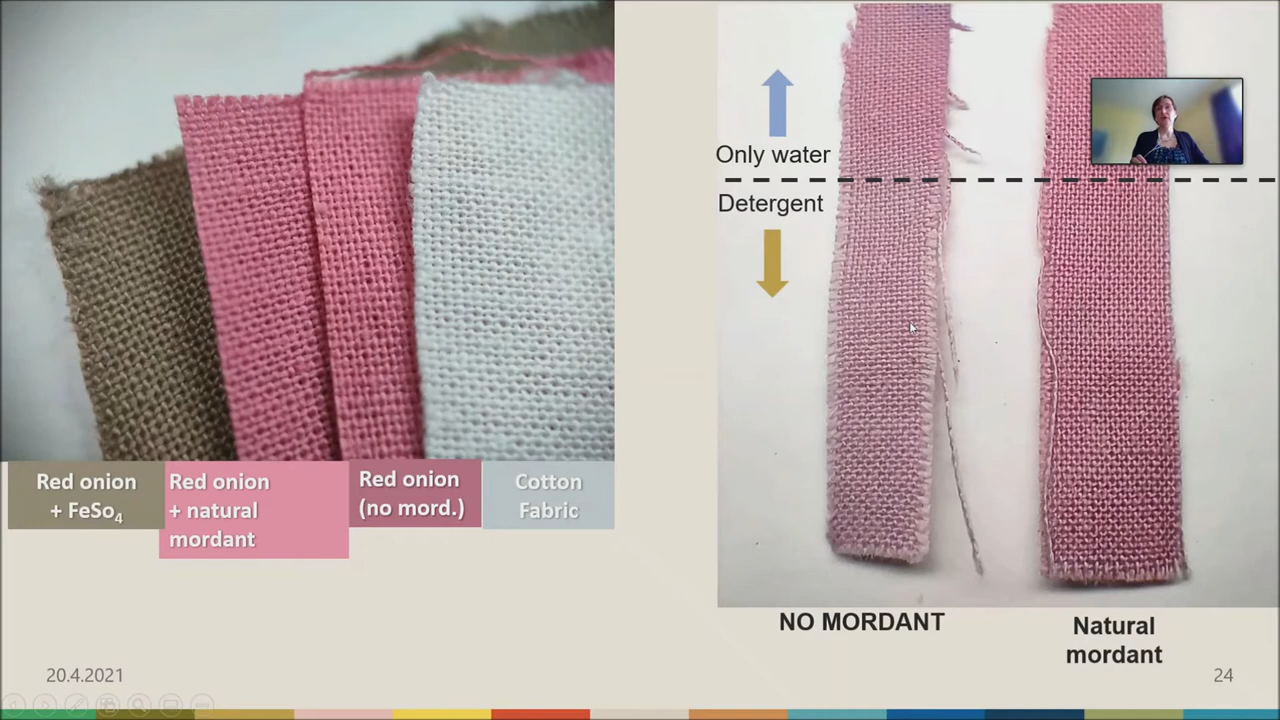 Only water
Detergent
Red onion
+ FeSo₄
Red onion
+ natural
mordant
Red onion
(no mord.)
Cotton
Fabric
NO MORDANT
Natural
mordant
20.4.2021
24